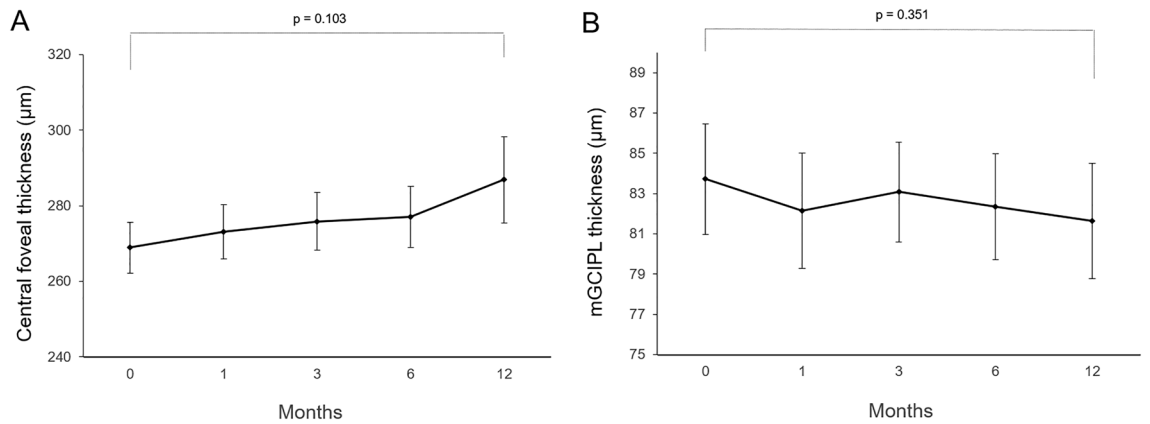 A
p = 0.103
Central foveal thickness (μm)
320
300
280
260
240
0 1 3 6 12
Months
B
p = 0.351
mGCIPL thickness (μm)
89
87
85
83
81
79
77
75
0 1 3 6 12
Months